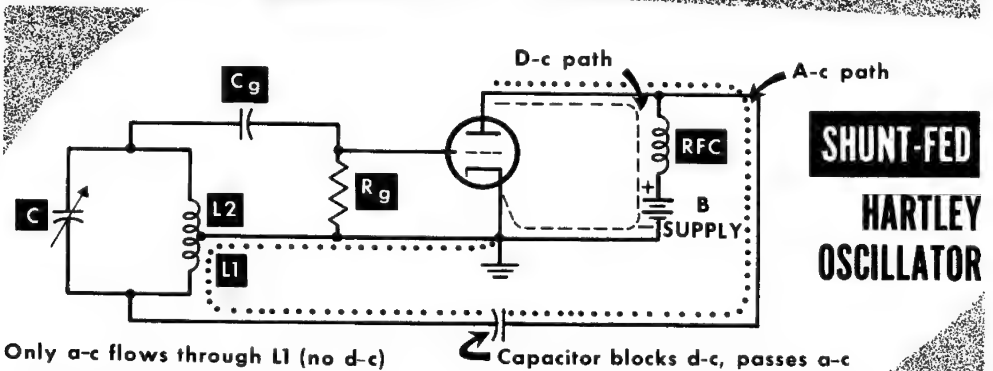 D-c path
A-c path
Cg
SHUNT-FED
HARTLEY
OSCILLATOR
RFC
Rg
C
L2
+
B
SUPPLY
L1
Only a-c flows through L1 (no d-c)
Capacitor blocks d-c, passes a-c